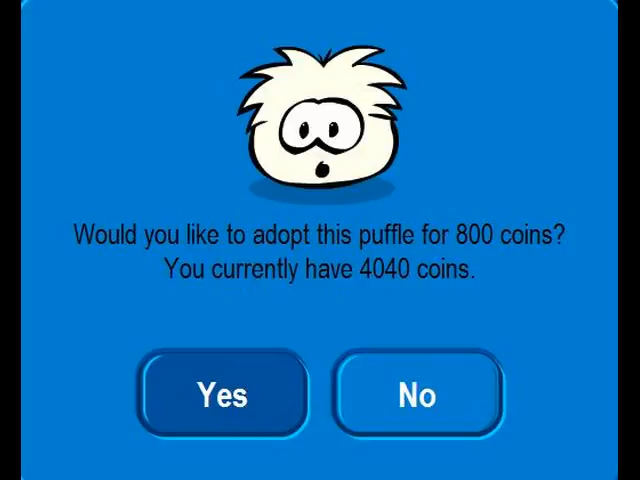 Would you like to adopt this puffle for 800 coins?
You currently have 4040 coins.
Yes
No